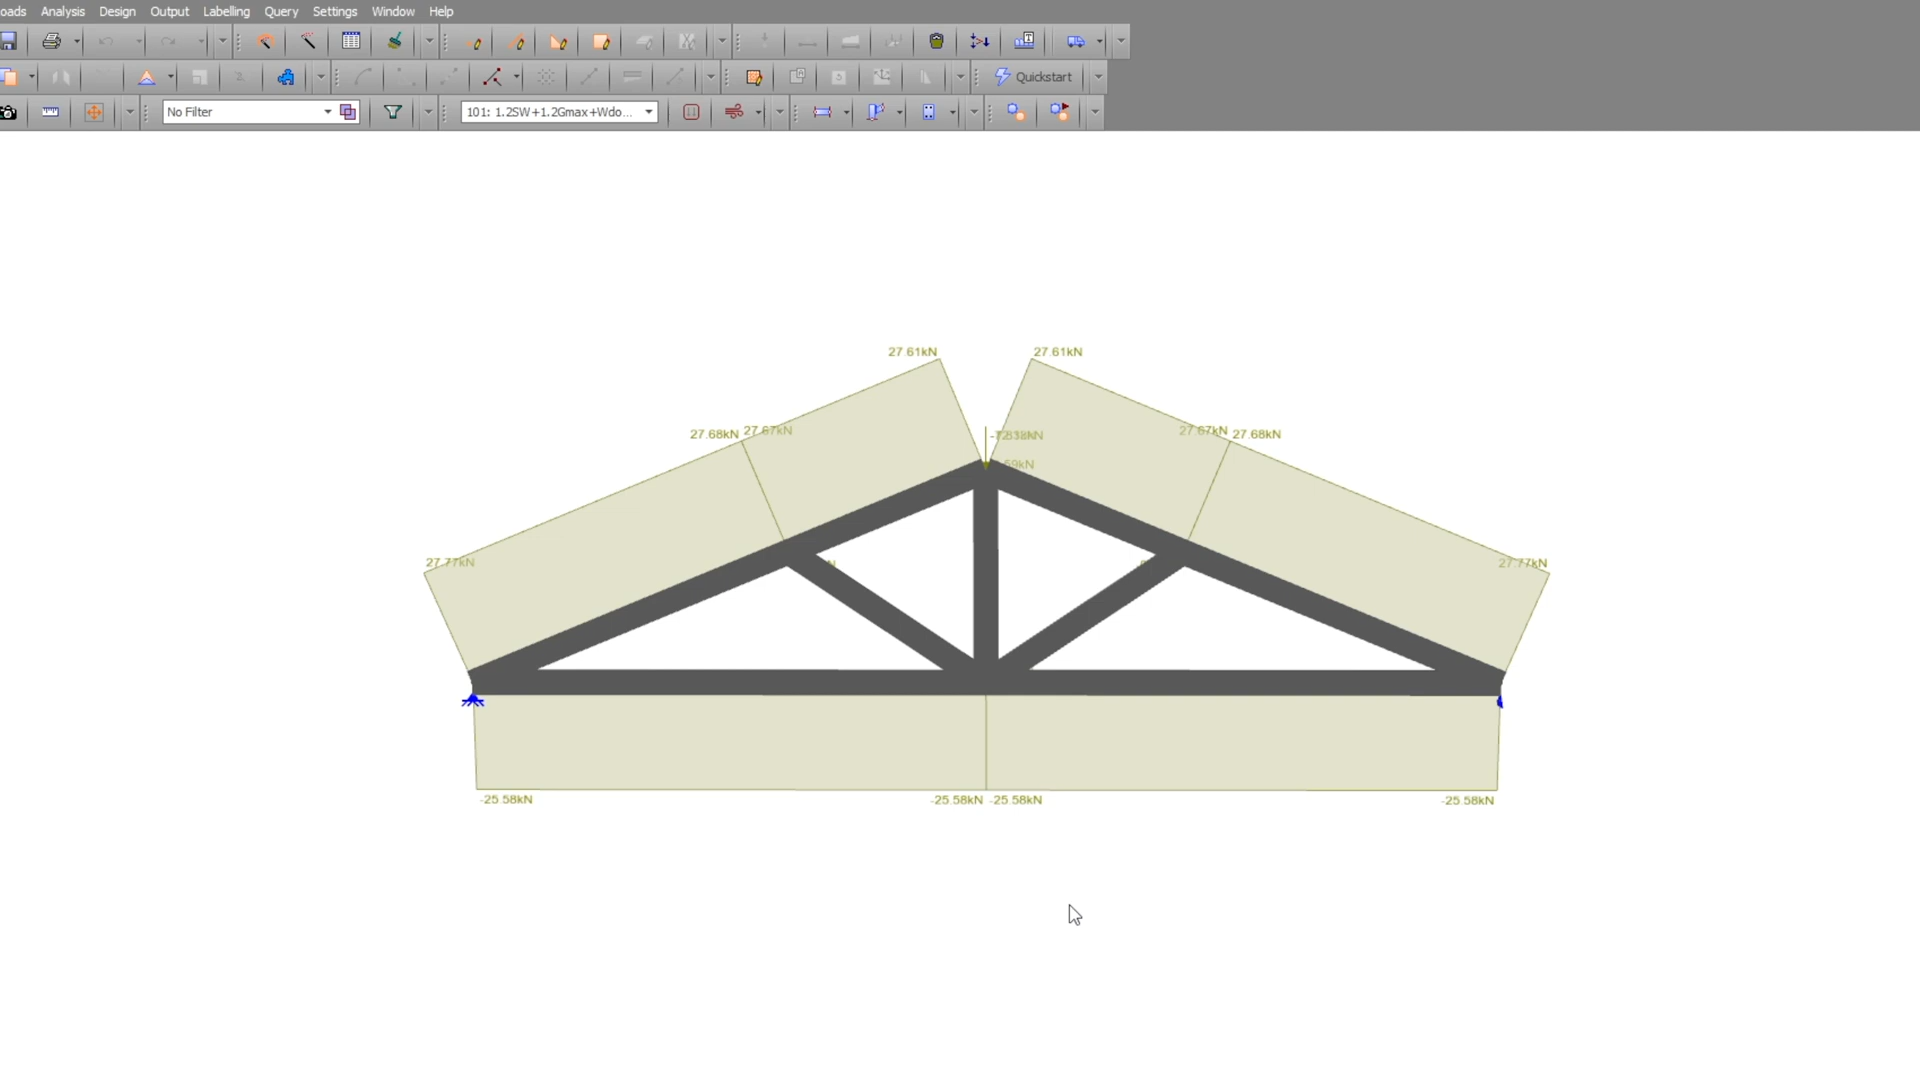 oads Analysis Design Output Labelling Query Settings Window Help
Quickstart
No Filter 101: 1.2SW+1.2Gmax+Wdo...
27.61kN 27.61kN
27.68kN 27.67kN 27.67kN 27.68kN
27.77kN 27.77kN
-25.58kN -25.58kN -25.58kN -25.58kN